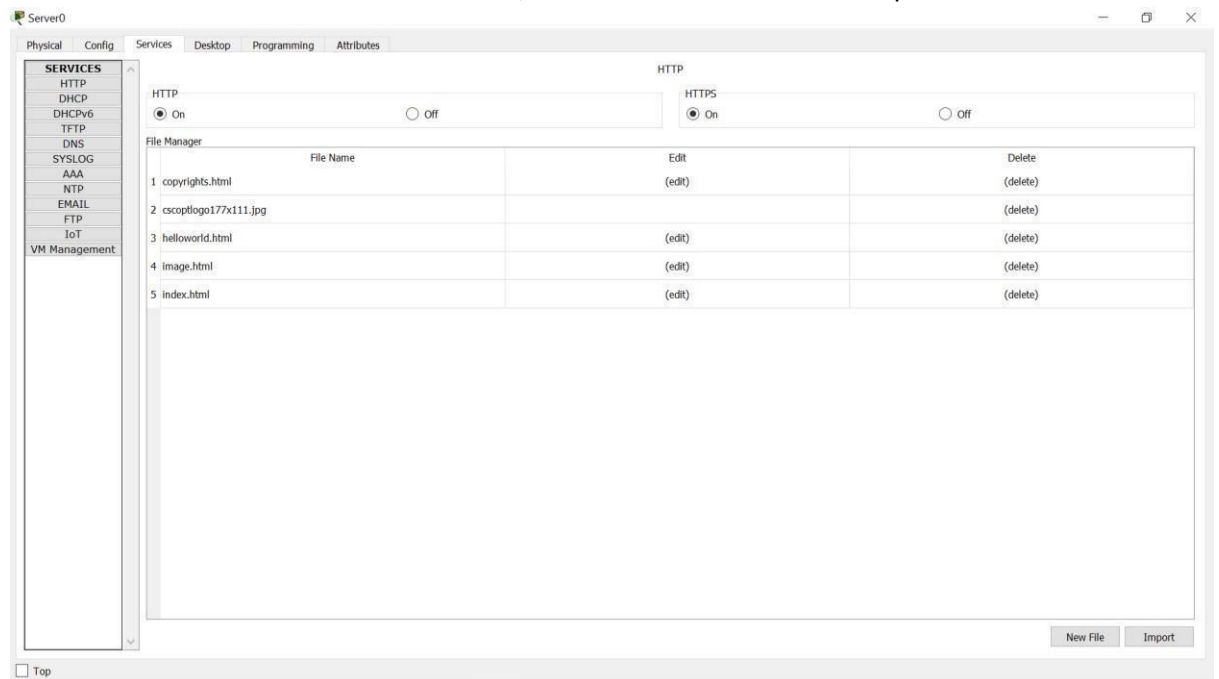 Server0
Physical Config Services Desktop Programming Attributes
SERVICES
HTTP
DHCP
DHCPv6
TFTP
DNS
SYSLOG
AAA
NTP
EMAIL
FTP
IoT
VM Management
HTTP
HTTP
On Off
HTTPS
On Off
File Manager
File Name Edit Delete
1 copyrights.html (edit) (delete)
2 cscoptlogo177x111.jpg (delete)
3 helloworld.html (edit) (delete)
4 image.html (edit) (delete)
5 index.html (edit) (delete)
New File Import
Top